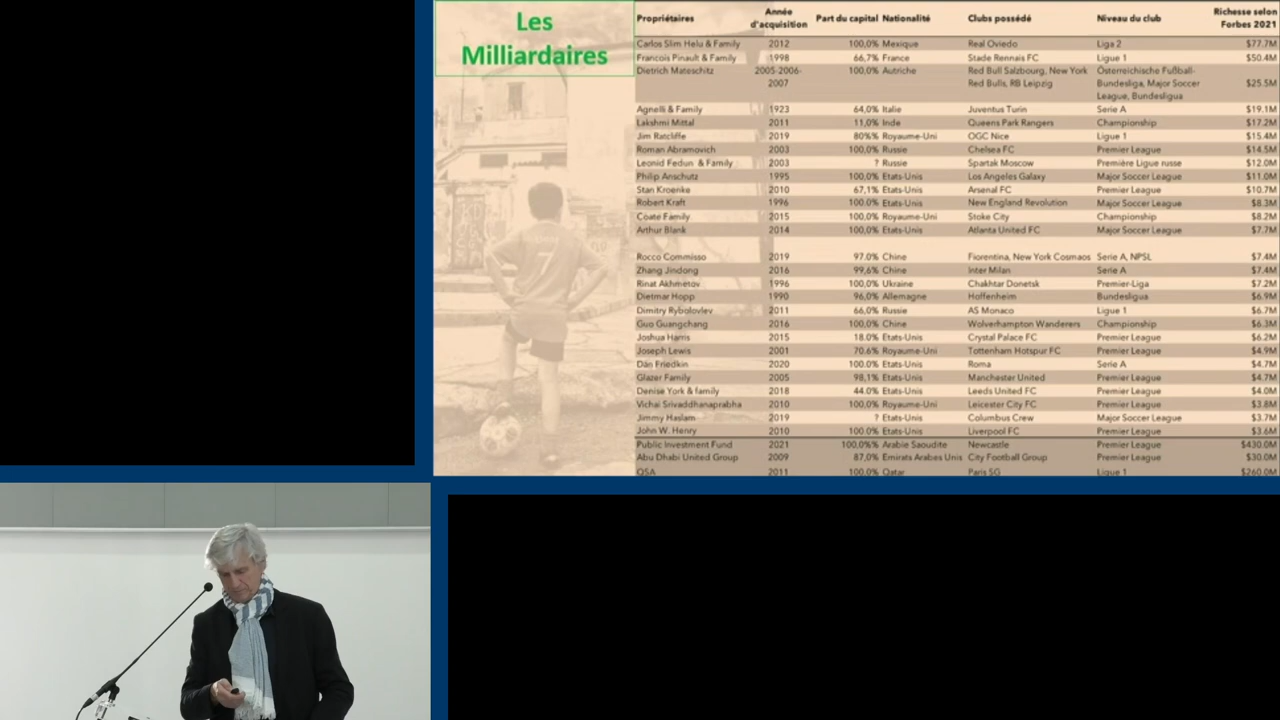 Les
Milliardaires
Propriétaires Année d'acquisition Part du capital Nationalité Clubs possédé Niveau du club Richesse selon Forbes 2021
Carlos Slim Helu & Family 2012 100,0% Mexique Real Oviedo Liga 2 $77.7M
Francois Pinault & Family 1998 66,7% France Stade Rennais FC Ligue 1 $50.4M
Dietrich Mateschitz 2005-2006-2007 100,0% Autriche Red Bull Salzbourg, New York Red Bulls, RB Leipzig Österreichische Fußball-Bundesliga, Major Soccer League, Bundesligua $25.5M
Agnelli & Family 1923 64,0% Italie Juventus Turin Serie A $19.1M
Lakshmi Mittal 2011 11,0% Inde Queens Park Rangers Championship $17.2M
Jim Ratcliffe 2019 80%% Royaume-Uni OGC Nice Ligue 1 $15.4M
Roman Abramovich 2003 100,0% Russie Chelsea FC Premier League $14.5M
Leonid Fedun & Family 2003 ? Russie Spartak Moscow Première Ligue russe $12.0M
Philip Anschutz 1995 100,0% Etats-Unis Los Angeles Galaxy Major Soccer League $11.0M
Stan Kroenke 2010 67,1% Etats-Unis Arsenal FC Premier League $10.7M
Robert Kraft 1996 100.0% Etats-Unis New England Revolution Major Soccer League $8.3M
Coate Family 2015 100,0% Royaume-Uni Stoke City Championship $8.2M
Arthur Blank 2014 100,0% Etats-Unis Atlanta United FC Major Soccer League $7.7M
Rocco Commisso 2019 97.0% Chine Fiorentina, New York Cosmaos Serie A, NPSL $7.4M
Zhang Jindong 2016 99,6% Chine Inter Milan Serie A $7.4M
Rinat Akhmetov 1996 100,0% Ukraine Chakhtar Donetsk Premier-Liga $7.2M
Dietmar Hopp 1990 96,0% Allemagne Hoffenheim Bundesligua $6.9M
Dimitry Rybolovlev 2011 66,0% Russie AS Monaco Ligue 1 $6.7M
Guo Guangchang 2016 100,0% Chine Wolverhampton Wanderers Championship $6.3M
Joshua Harris 2015 18.0% Etats-Unis Crystal Palace FC Premier League $6.2M
Joseph Lewis 2001 70.6% Royaume-Uni Tottenham Hotspur FC Premier League $4.9M
Dan Friedkin 2020 100.0% Etats-Unis Roma Serie A $4.7M
Glazer Family 2005 98,1% Etats-Unis Manchester United Premier League $4.7M
Denise York & family 2018 44.0% Etats-Unis Leeds United FC Premier League $4.0M
Vichai Srivaddhanaprabha 2010 100,0% Royaume-Uni Leicester City FC Premier League $3.8M
Jimmy Haslam 2019 ? Etats-Unis Columbus Crew Major Soccer League $3.7M
John W. Henry 2010 100.0% Etats-Unis Liverpool FC Premier League $3.6M
Public Investment Fund 2021 100,0%% Arabie Saoudite Newcastle Premier League $430.0M
Abu Dhabi United Group 2009 87,0% Emirats Arabes Unis City Football Group Premier League $30.0M
QSA 2011 100.0% Qatar Paris SG Ligue 1 $260.0M
7